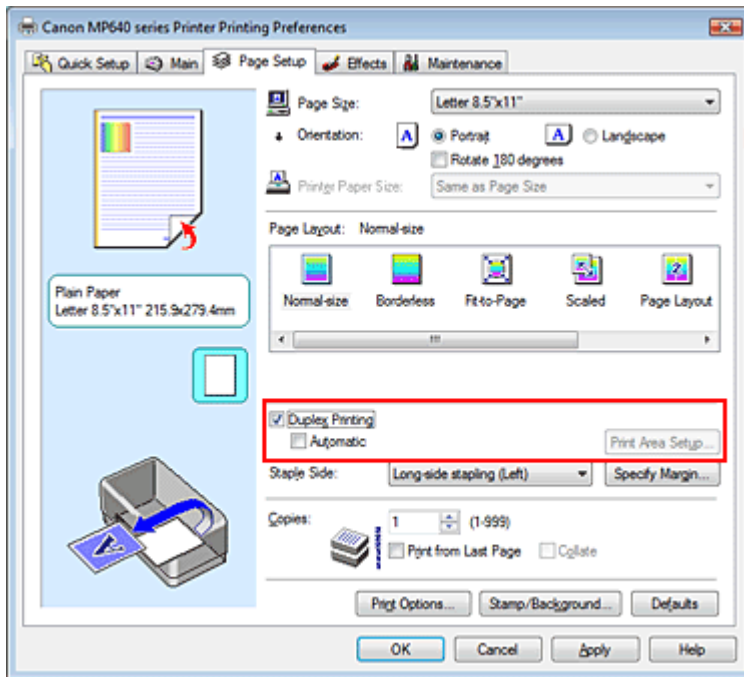 Canon MP640 series Printer Printing Preferences
Quick Setup Main Page Setup Effects Maintenance
Page Size: Letter 8.5"x11"
Orientation: A Portrait A Landscape
Rotate 180 degrees
Printer Paper Size: Same as Page Size
Page Layout: Normal-size
Plain Paper
Letter 8.5"x11" 215.9x279.4mm
Normal-size Borderless Fit-to-Page Scaled Page Layout
Duplex Printing
Automatic Print Area Setup...
Staple Side: Long-side stapling (Left) Specify Margin...
Copies: 1 (1-999)
Print from Last Page Collate
Print Options... Stamp/Background... Defaults
OK Cancel Apply Help